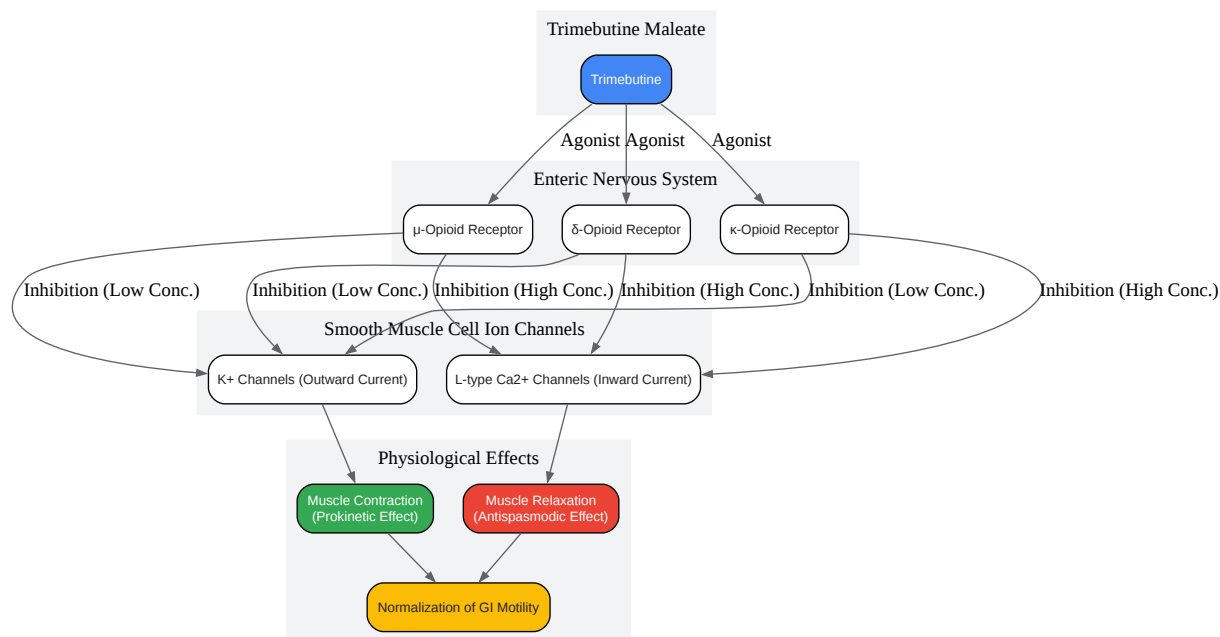 Trimebutine Maleate
Trimebutine
Agonist
Agonist
Agonist
Enteric Nervous System
μ-Opioid Receptor
δ-Opioid Receptor
κ-Opioid Receptor
Inhibition (Low Conc.)
Inhibition (Low Conc.)
Inhibition (High Conc.)
Inhibition (High Conc.)
Inhibition (Low Conc.)
Inhibition (High Conc.)
Smooth Muscle Cell Ion Channels
K+ Channels (Outward Current)
L-type Ca2+ Channels (Inward Current)
Physiological Effects
Muscle Contraction
(Prokinetic Effect)
Muscle Relaxation
(Antispasmodic Effect)
Normalization of GI Motility